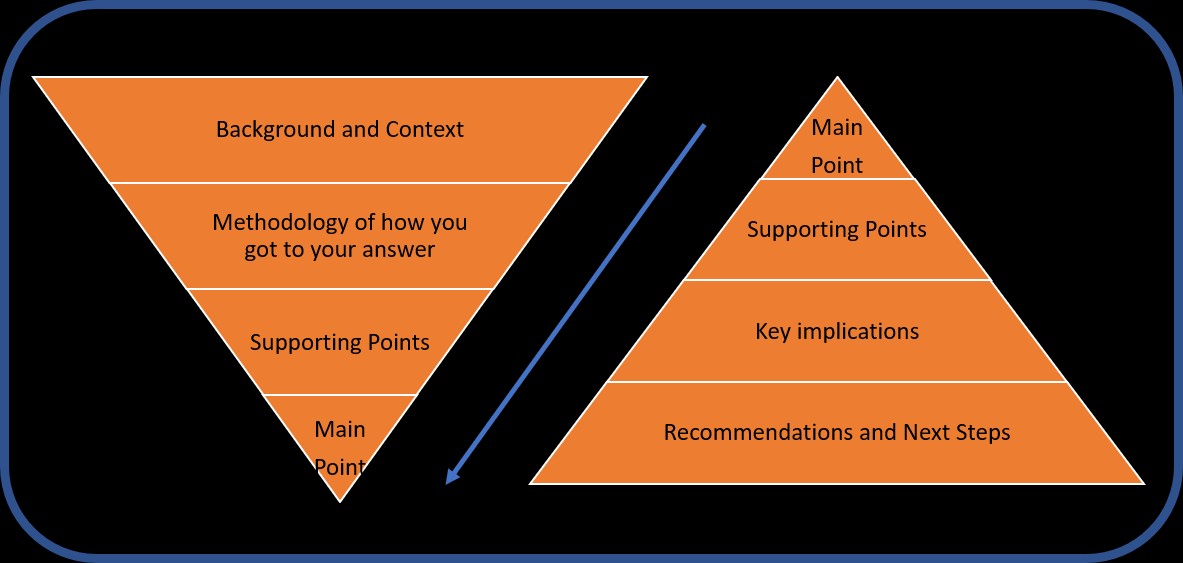 Background and Context
Methodology of how you
got to your answer
Supporting Points
Main
Point
Main
Point
Supporting Points
Key implications
Recommendations and Next Steps